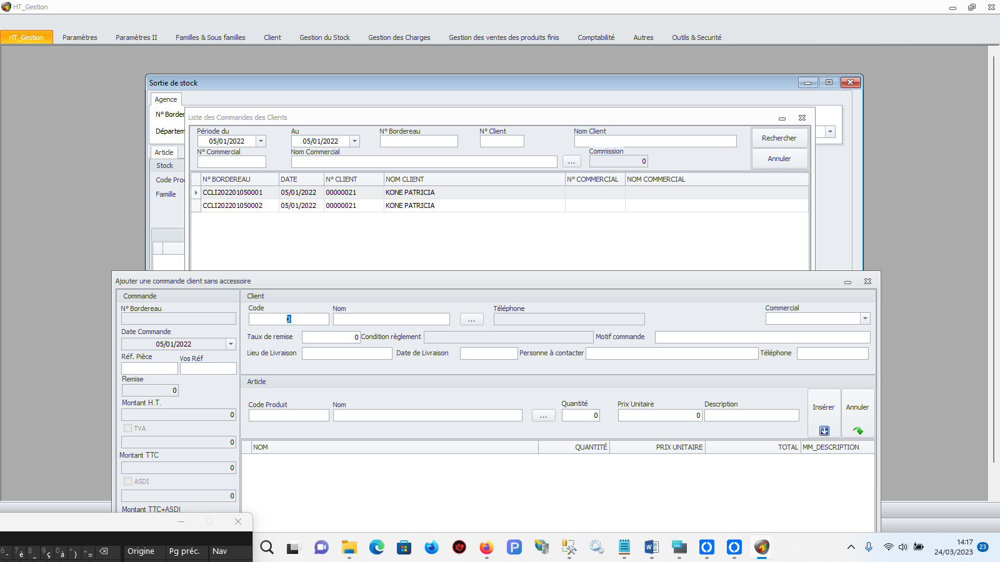 HT_Gestion
HT_Gestion Paramètres Paramètres II Familles & Sous familles Client Gestion du Stock Gestion des Charges Gestion des ventes des produits finis Comptabilité Autres Outils & Securité
Sortie de stock
Agence
N° Border
Départem
Article
Stock
Code Pro
Famille
Liste des Commandes des Clients
Période du Au N° Bordereau N° Client Nom Client
05/01/2022 05/01/2022 Rechercher
N° Commercial Nom Commercial Commission
... 0 Annuler
N° BORDEREAU DATE N° CLIENT NOM CLIENT N° COMMERCIAL NOM COMMERCIAL
CCLI202201050001 05/01/2022 00000021 KONE PATRICIA
CCLI202201050002 05/01/2022 00000021 KONE PATRICIA
Ajouter une commande client sans accessoire
Commande
N° Bordereau
Date Commande
05/01/2022
Réf. Pièce Vos Réf
Remise
0
Montant H.T.
0
TVA
0
Montant TTC
0
ASDI
0
Montant TTC+ASDI
Client
Code Nom Téléphone Commercial
0 ...
Taux de remise 0 Condition règlement Motif commande
Lieu de Livraison Date de Livraison Personne à contacter Téléphone
Article
Code Produit Nom Quantité Prix Unitaire Description
... 0 0
Insérer Annuler
NOM QUANTITÉ PRIX UNITAIRE TOTAL MM_DESCRIPTION
6 - 7 è 8 _ 9 ç 0 à ° ) + = Origine Pg préc. Nav
14:17
24/03/2023 23